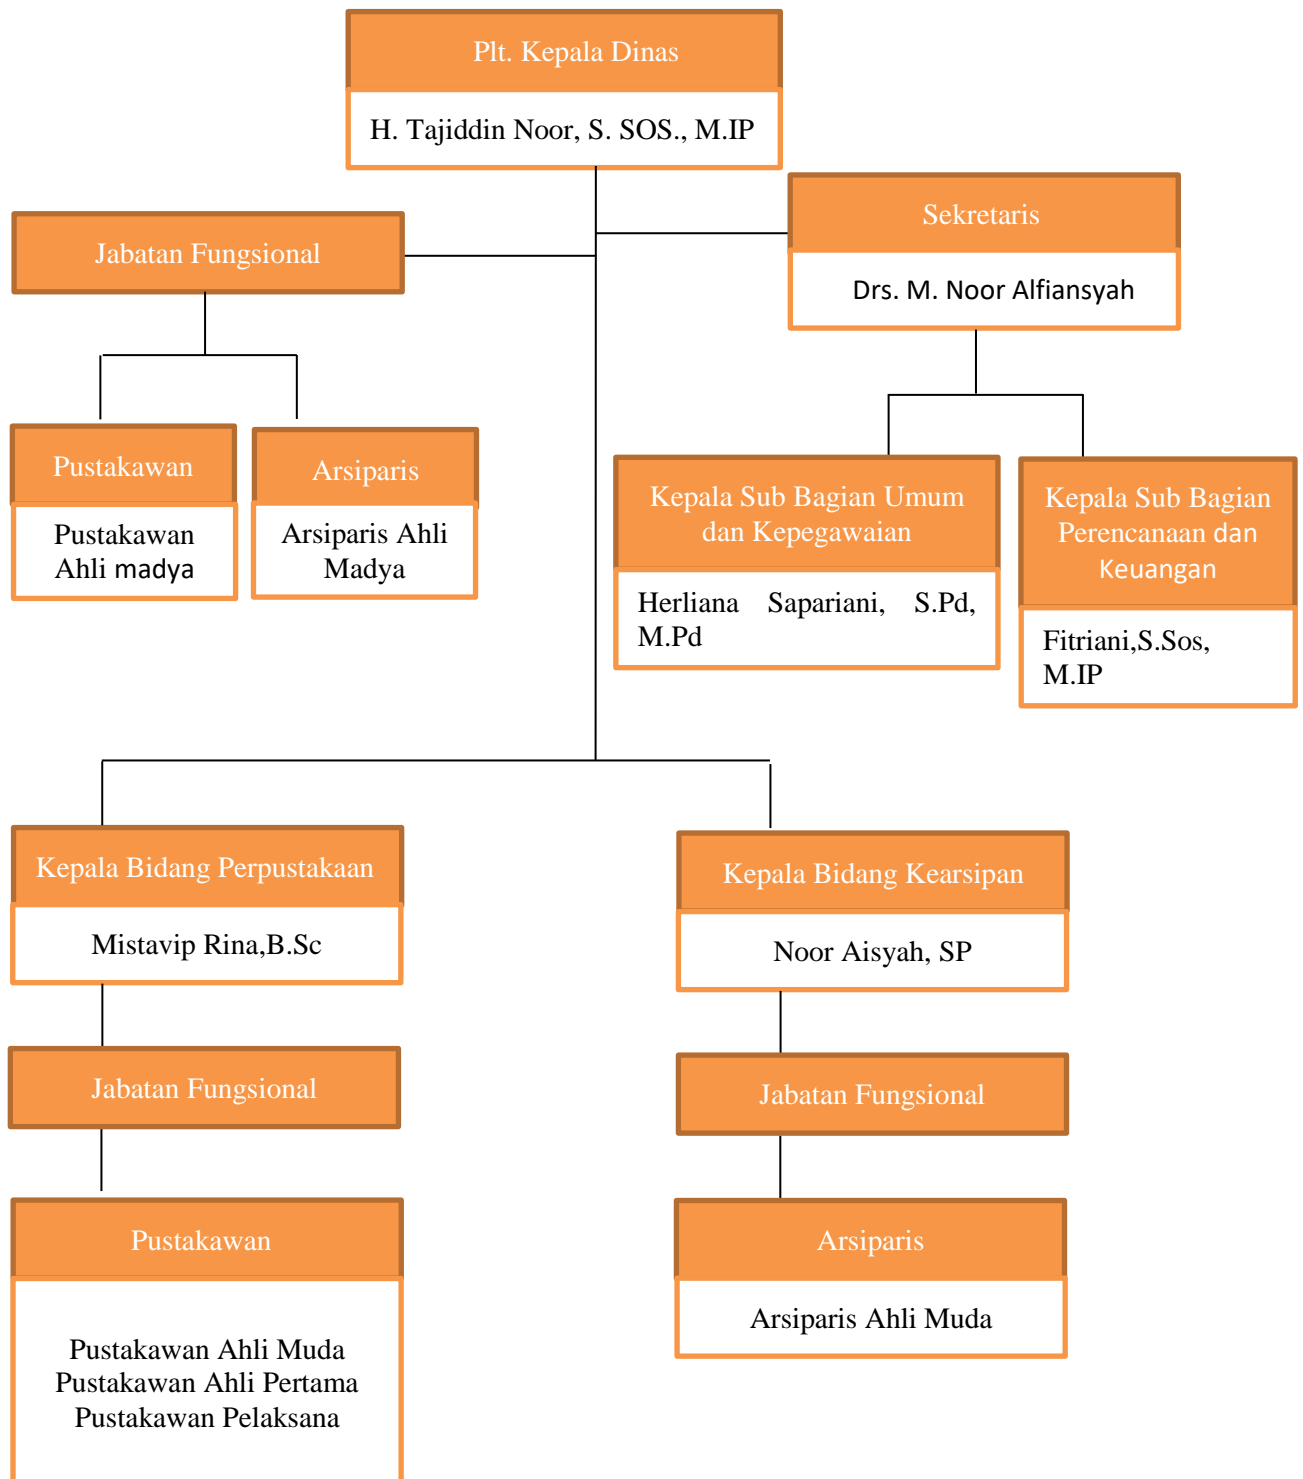 Plt. Kepala Dinas
H. Tajiddin Noor, S. SOS., M.IP
Sekretaris
Drs. M. Noor Alfiansyah
Jabatan Fungsional
Pustakawan
Pustakawan
Ahli madya
Arsiparis
Arsiparis Ahli
Madya
Kepala Sub Bagian Umum
dan Kepegawaian
Herliana Sapariani, S.Pd,
M.Pd
Kepala Sub Bagian
Perencanaan dan
Keuangan
Fitriani,S.Sos,
M.IP
Kepala Bidang Perpustakaan
Mistavip Rina,B.Sc
Jabatan Fungsional
Pustakawan
Pustakawan Ahli Muda
Pustakawan Ahli Pertama
Pustakawan Pelaksana
Kepala Bidang Kearsipan
Noor Aisyah, SP
Jabatan Fungsional
Arsiparis
Arsiparis Ahli Muda